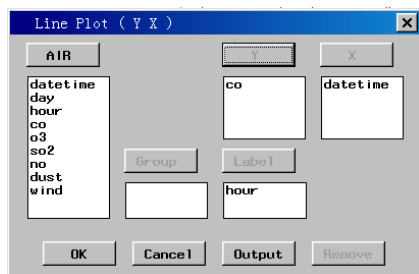 Line Plot ( Y X )
AIR
Y
X
datetime
day
hour
co
o3
so2
no
dust
wind
co
datetime
Group
Label
hour
OK
Cancel
Output
Remove